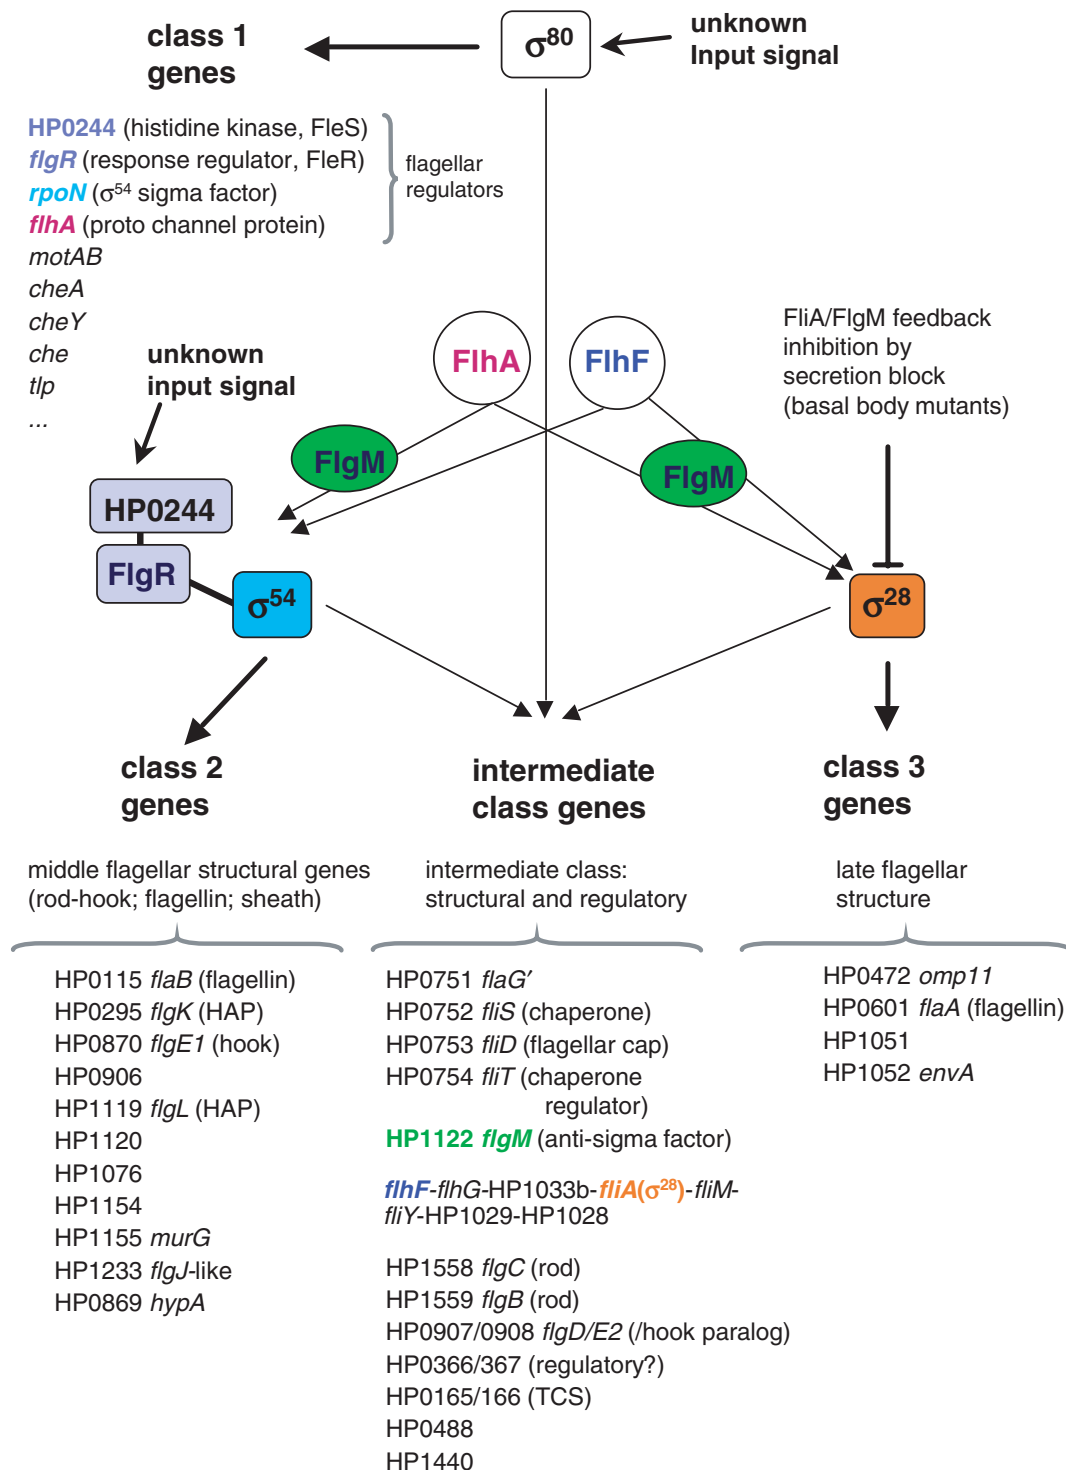 class 1
genes
σ80
unknown
Input signal
HP0244 (histidine kinase, FleS)
flgR (response regulator, FleR)
rpoN (σ54 sigma factor)
flhA (proto channel protein)
flagellar
regulators
motAB
cheA
cheY
che
tlp
...
unknown
input signal
FlhA
FlhF
FliA/FlgM feedback
inhibition by
secretion block
(basal body mutants)
FlgM
FlgM
HP0244
FlgR
σ54
σ28
class 2
genes
intermediate
class genes
class 3
genes
middle flagellar structural genes
(rod-hook; flagellin; sheath)
intermediate class:
structural and regulatory
late flagellar
structure
HP0115 flaB (flagellin)
HP0295 flgK (HAP)
HP0870 flgE1 (hook)
HP0906
HP1119 flgL (HAP)
HP1120
HP1076
HP1154
HP1155 murG
HP1233 flgJ-like
HP0869 hypA
HP0751 flaG′
HP0752 fliS (chaperone)
HP0753 fliD (flagellar cap)
HP0754 fliT (chaperone
regulator)
HP1122 flgM (anti-sigma factor)
flhF-flhG-HP1033b-fliA(σ28)-fliM-
fliY-HP1029-HP1028
HP1558 flgC (rod)
HP1559 flgB (rod)
HP0907/0908 flgD/E2 (/hook paralog)
HP0366/367 (regulatory?)
HP0165/166 (TCS)
HP0488
HP1440
HP0472 omp11
HP0601 flaA (flagellin)
HP1051
HP1052 envA